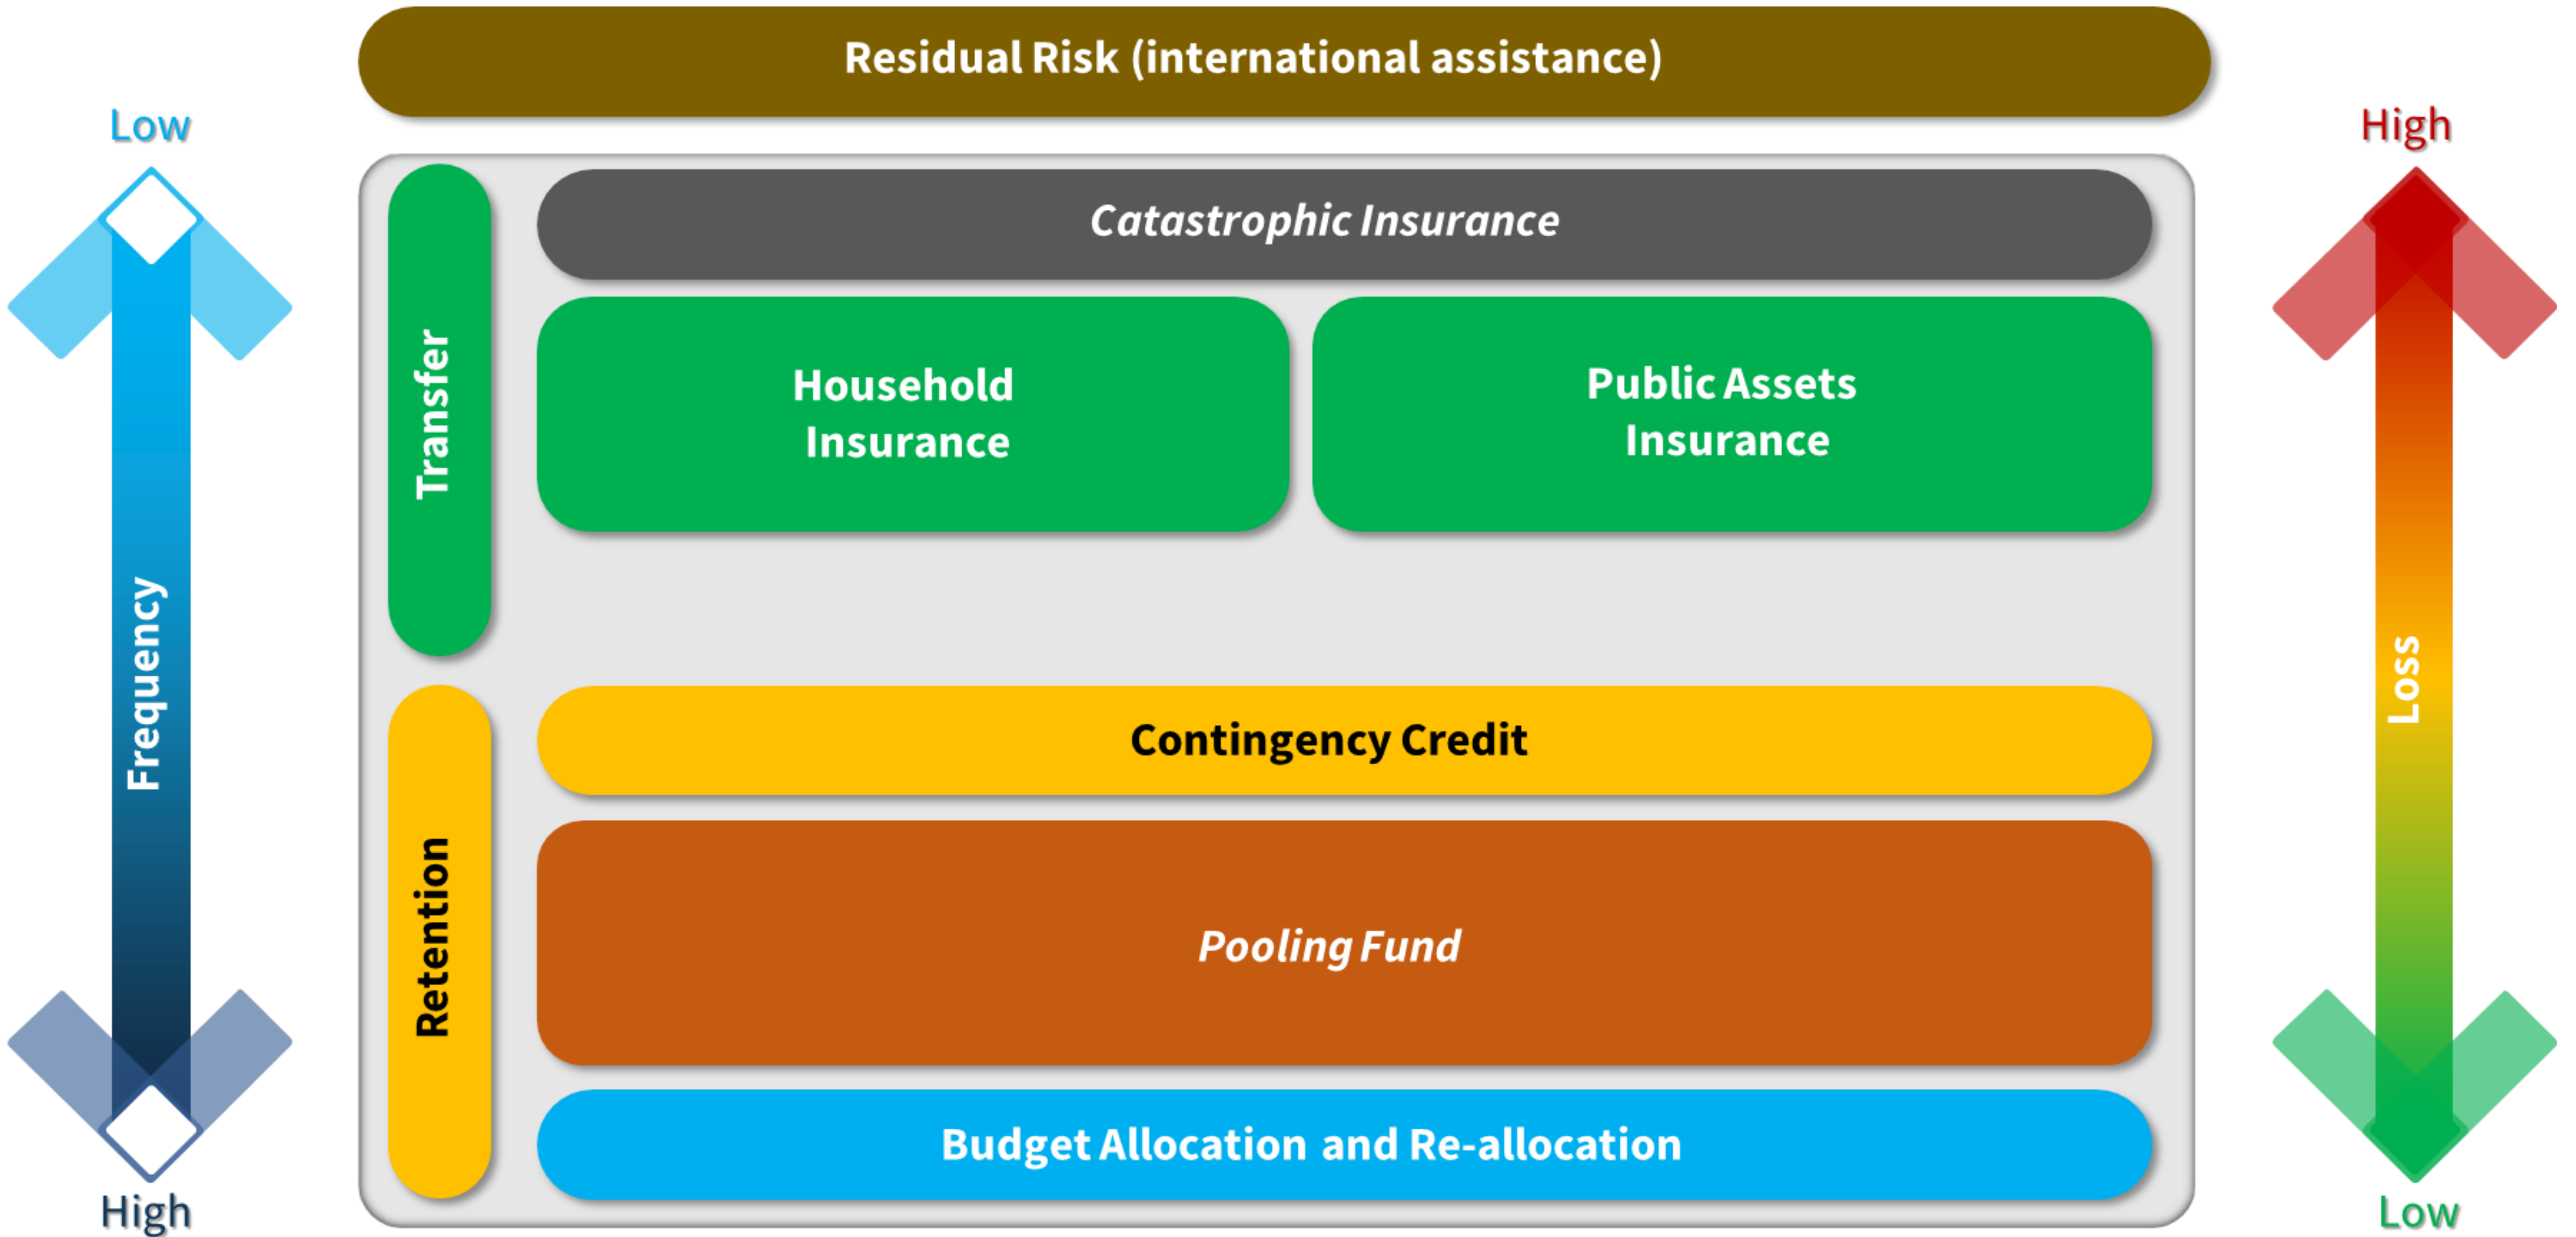 Residual Risk (international assistance)
Low
High
Catastrophic Insurance
Transfer
Household
Insurance
Public Assets
Insurance
Frequency
Loss
Contingency Credit
Retention
Pooling Fund
Budget Allocation and Re-allocation
High
Low